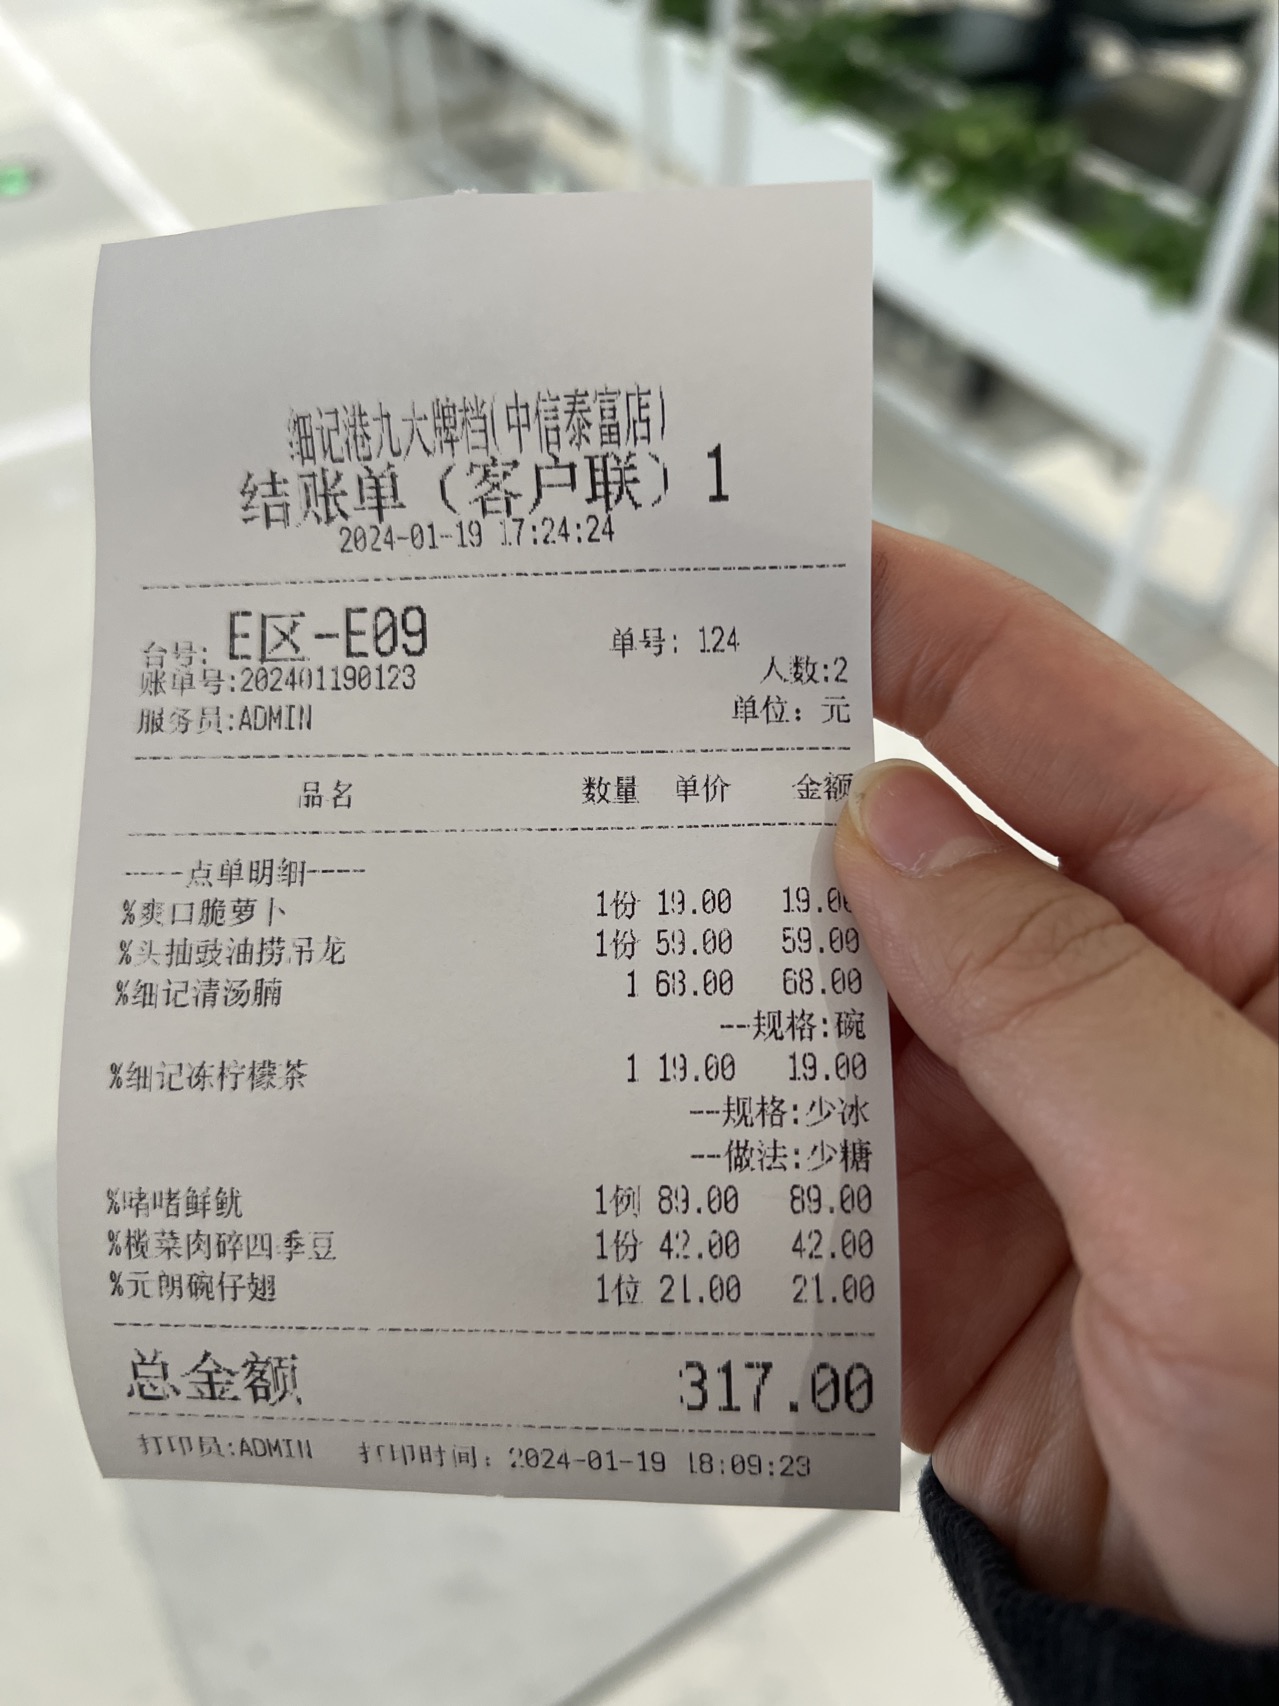 细记港九大牌档(中信泰富店)
结账单（客户联）1
2024-01-19 17:24:24
台号: E区-E09 单号: 124
账单号:202401190123 人数:2
服务员:ADMIN 单位: 元
品名 数量 单价 金额
-----点单明细-----
%爽口脆萝卜 1份 19.00 19.00
%头抽豉油捞吊龙 1份 59.00 59.00
%细记清汤腩 1 68.00 68.00
--规格:碗
%细记冻柠檬茶 1 19.00 19.00
--规格:少冰
--做法:少糖
%啫啫鲜鱿 1例 89.00 89.00
%榄菜肉碎四季豆 1份 42.00 42.00
%元朗碗仔翅 1位 21.00 21.00
总金额 317.00
打印员:ADMIN 打印时间: 2024-01-19 18:09:23